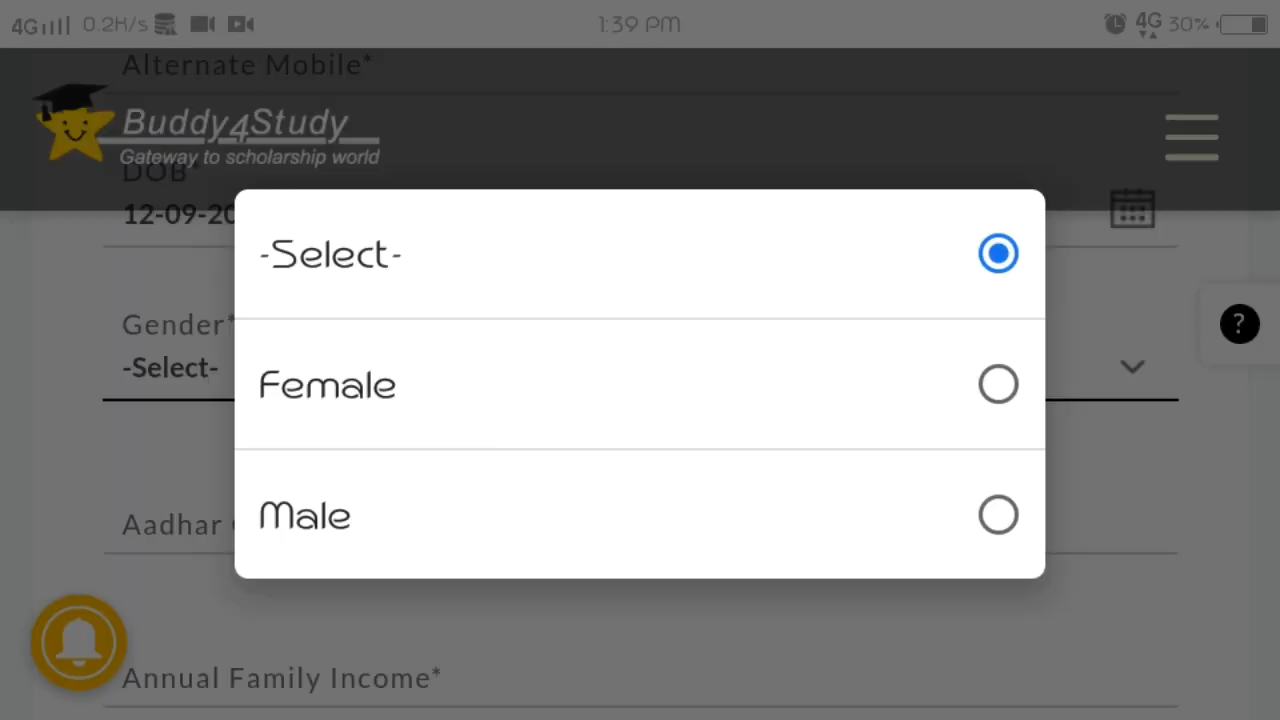 4G 0.2K/s 1:39 PM 4G 30%
Alternate Mobile*
Buddy4Study
Gateway to scholarship world
DOB*
12-09-20
-Select-
Gender*
-Select-
Female
Male
Aadhar
Annual Family Income*
?